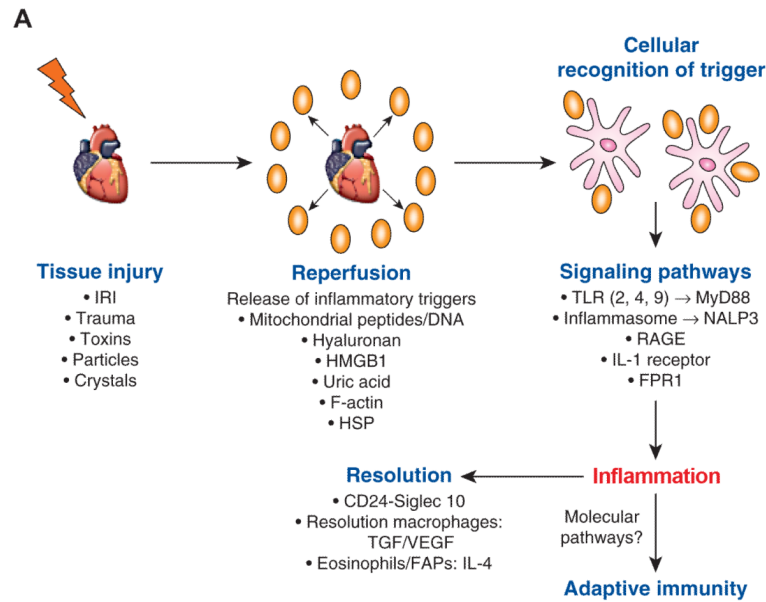 A
Cellular
recognition of trigger
Tissue injury
• IRI
• Trauma
• Toxins
• Particles
• Crystals
Reperfusion
Release of inflammatory triggers
• Mitochondrial peptides/DNA
• Hyaluronan
• HMGB1
• Uric acid
• F-actin
• HSP
Signaling pathways
• TLR (2, 4, 9) → MyD88
• Inflammasome → NALP3
• RAGE
• IL-1 receptor
• FPR1
Resolution
• CD24-Siglec 10
• Resolution macrophages:
TGF/VEGF
• Eosinophils/FAPs: IL-4
Inflammation
Molecular
pathways?
Adaptive immunity